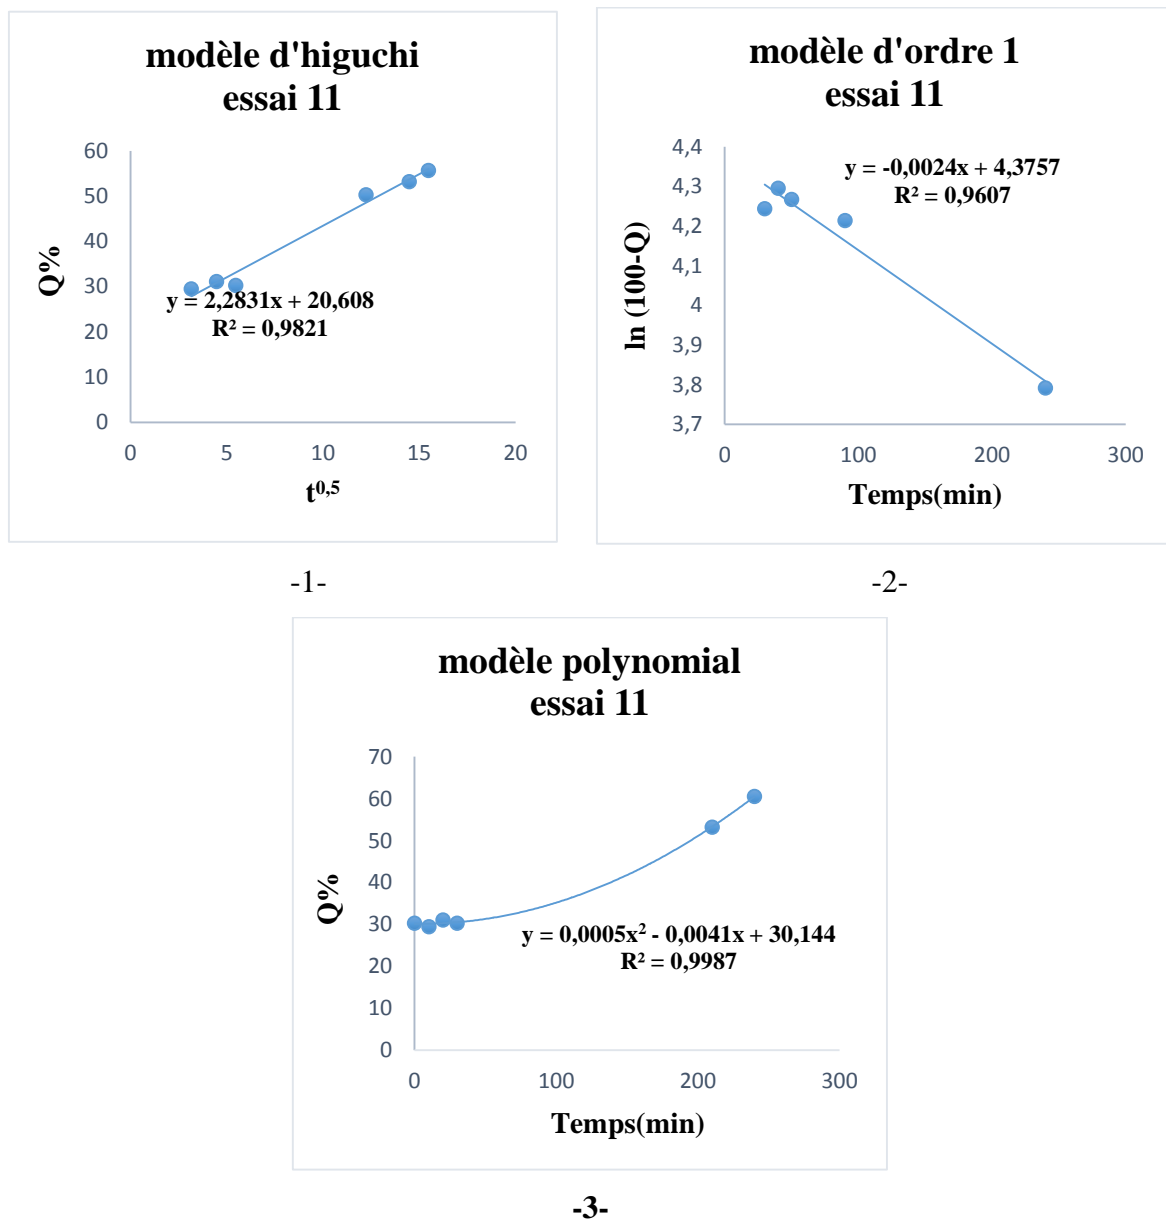 modèle d'higuchi
essai 11
60
50
40
30
20
10
0
Q%
y = 2,2831x + 20,608
R² = 0,9821
0 5 10 15 20
t^0,5
-1-
modèle d'ordre 1
essai 11
4,4
4,3
4,2
4,1
4
3,9
3,8
3,7
ln (100-Q)
y = -0,0024x + 4,3757
R² = 0,9607
0 100 200 300
Temps(min)
-2-
modèle polynomial
essai 11
70
60
50
40
30
20
10
0
Q%
y = 0,0005x² - 0,0041x + 30,144
R² = 0,9987
0 100 200 300
Temps(min)
-3-